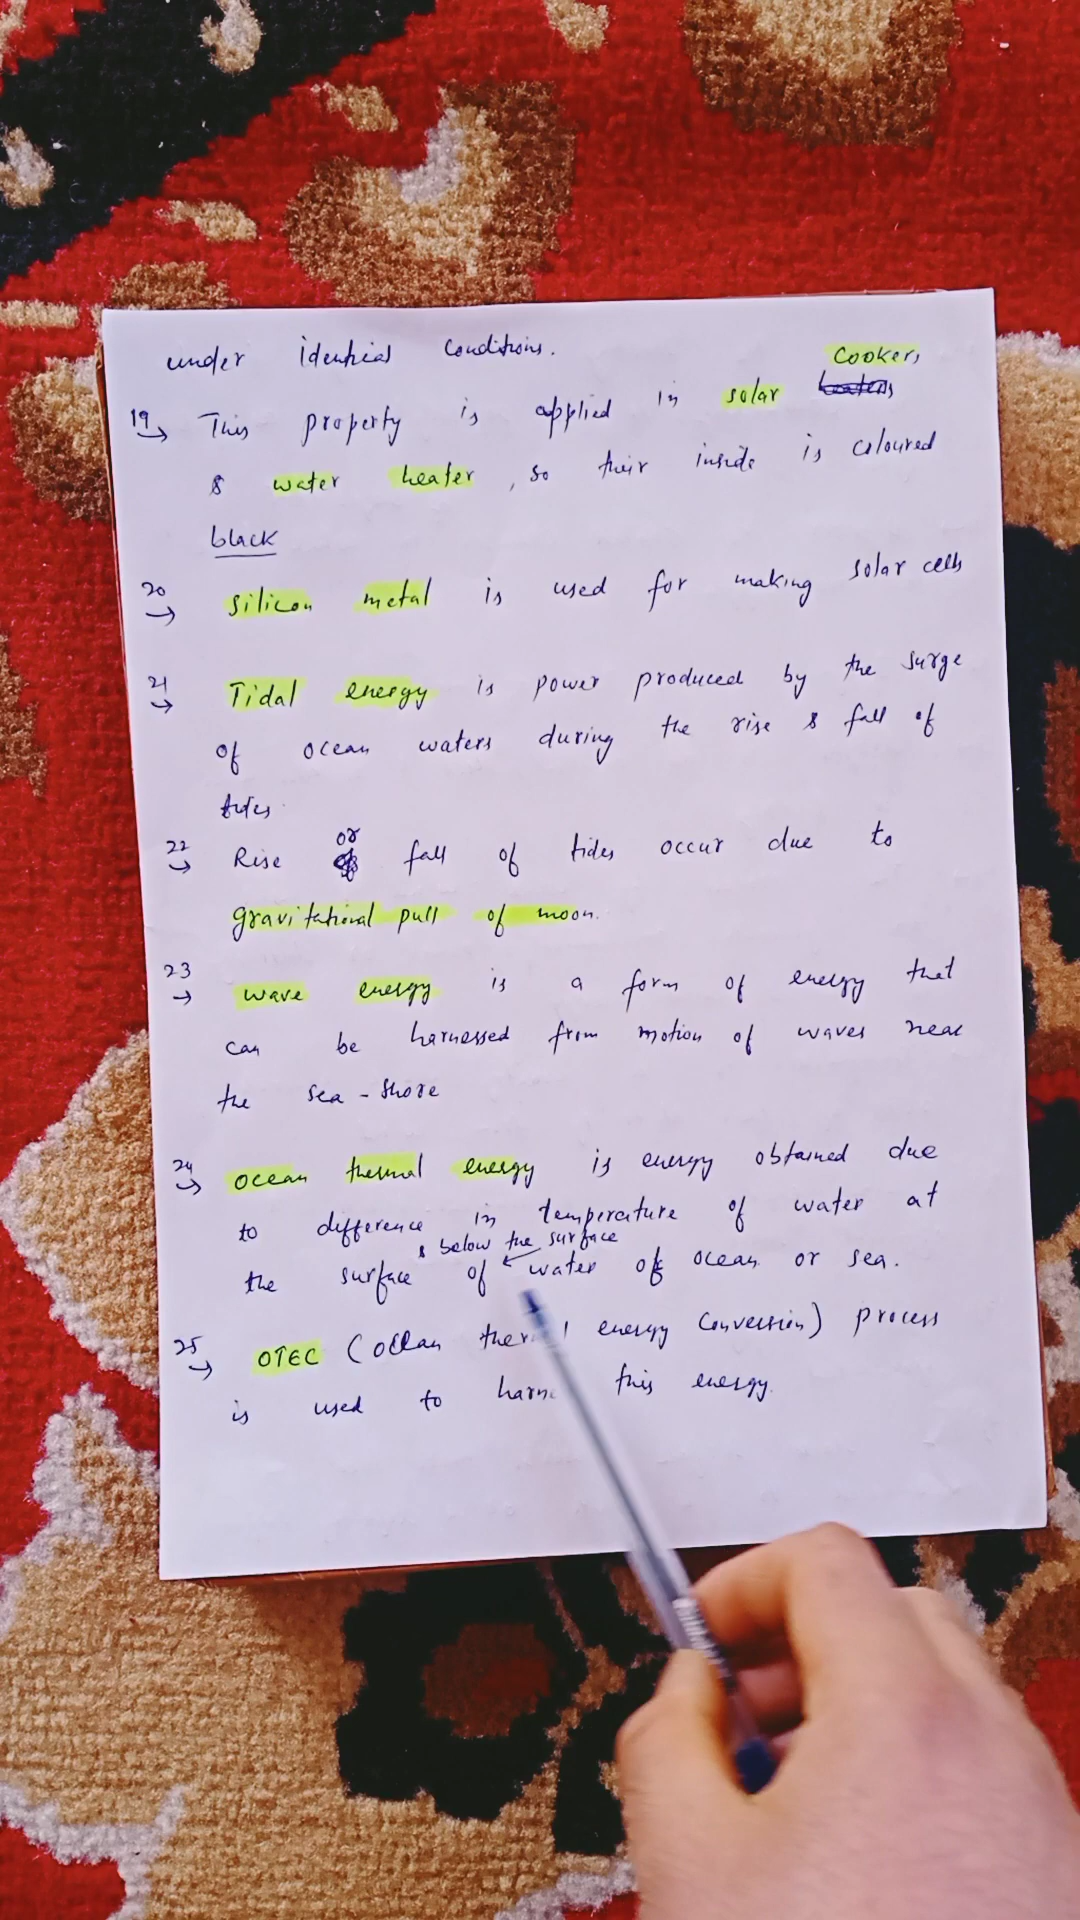 under identical conditions.
19→ This property is applied in solar cookers
& water heater, so their inside is coloured
black
20→ Silicon metal is used for making solar cells
21→ Tidal energy is power produced by the surge
of ocean waters during the rise & fall of
tides
22→ Rise or fall of tides occur due to
gravitational pull of moon.
23→ wave energy is a form of energy that
can be harnessed from motion of waves near
the sea-shore
24→ ocean thermal energy is energy obtained due
to difference in temperature of water at
& below the surface
the surface of water of ocean or sea.
25→ OTEC (ocean energy conversion) process
is used to this energy.